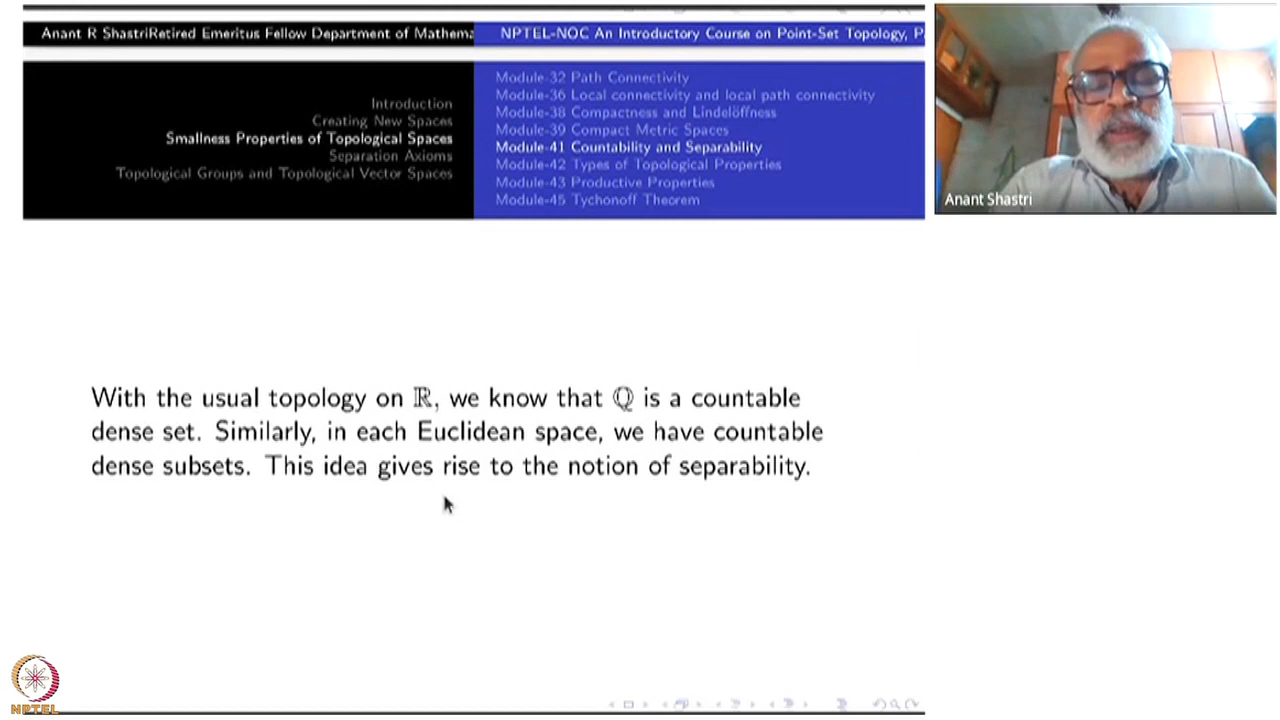 Anant R ShastriRetired Emeritus Fellow Department of Mathema
NPTEL-NOC An Introductory Course on Point-Set Topology, P
Introduction
Creating New Spaces
Smallness Properties of Topological Spaces
Separation Axioms
Topological Groups and Topological Vector Spaces
Module-32 Path Connectivity
Module-36 Local connectivity and local path connectivity
Module-38 Compactness and Lindelöffness
Module-39 Compact Metric Spaces
Module-41 Countability and Separability
Module-42 Types of Topological Properties
Module-43 Productive Properties
Module-45 Tychonoff Theorem
Anant Shastri
With the usual topology on ℝ, we know that ℚ is a countable
dense set. Similarly, in each Euclidean space, we have countable
dense subsets. This idea gives rise to the notion of separability.
NPTEL